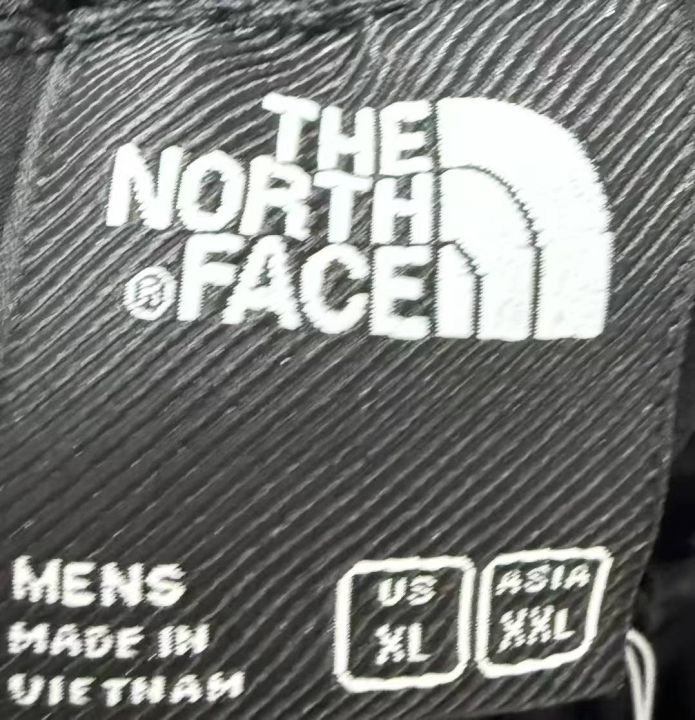 THE
NORTH
®FACE
MENS
MADE IN
VIETNAM
US
XL
ASIA
XXL